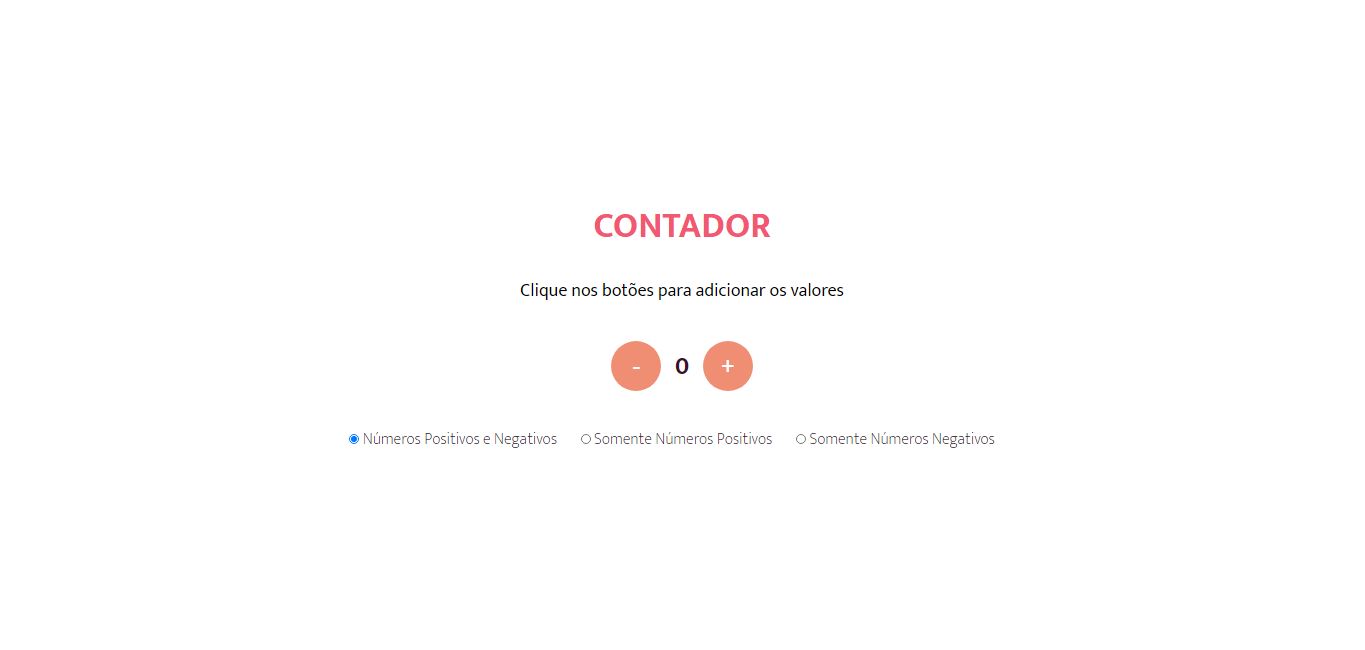 CONTADOR
Clique nos botões para adicionar os valores
- 0 +
Números Positivos e Negativos Somente Números Positivos Somente Números Negativos